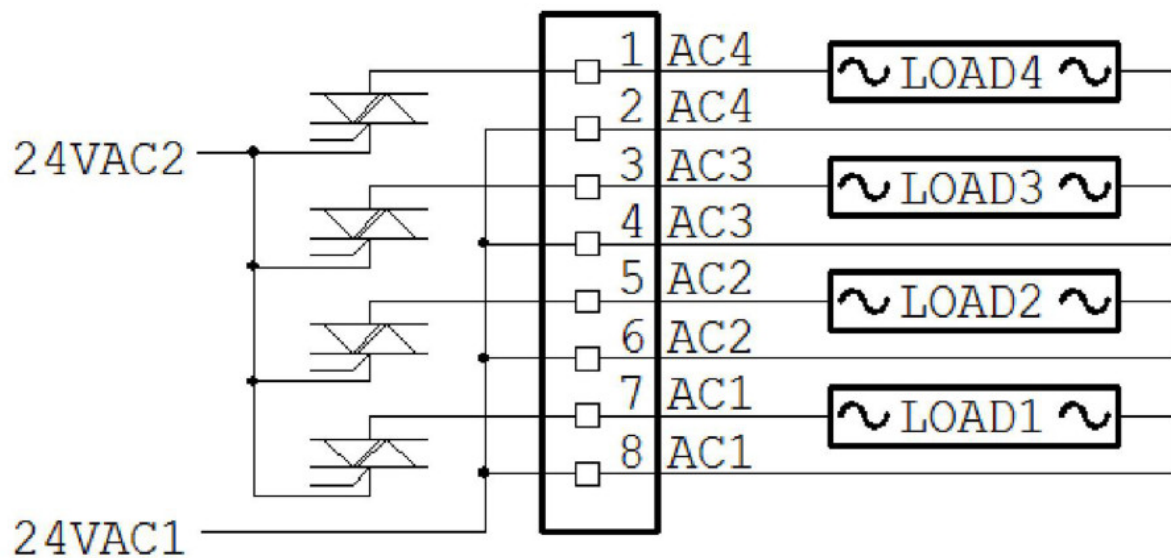 1 AC4 LOAD4
2 AC4
24VAC2
3 AC3 LOAD3
4 AC3
5 AC2 LOAD2
6 AC2
7 AC1 LOAD1
8 AC1
24VAC1